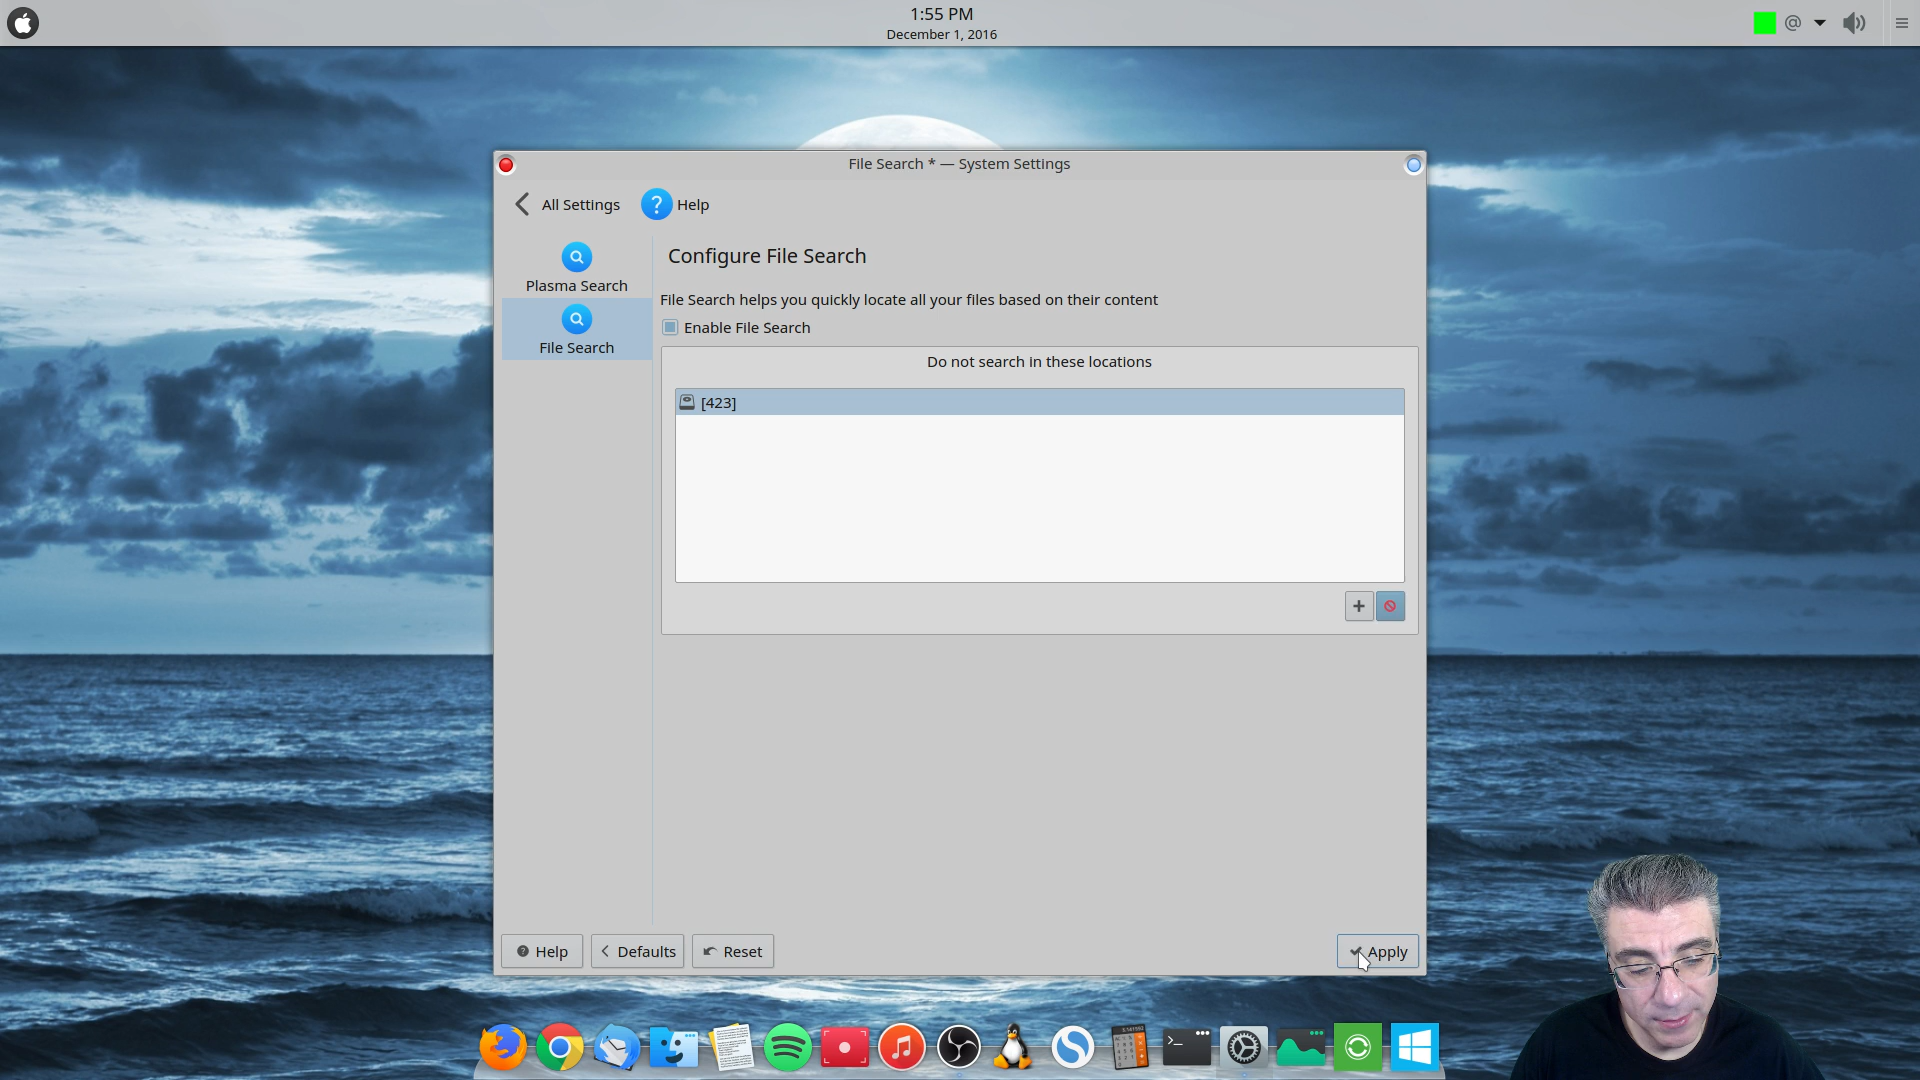 1:55 PM
December 1, 2016
File Search * — System Settings
All Settings
? Help
Plasma Search
File Search
Configure File Search
File Search helps you quickly locate all your files based on their content
Enable File Search
Do not search in these locations
[423]
Help
Defaults
Reset
Apply